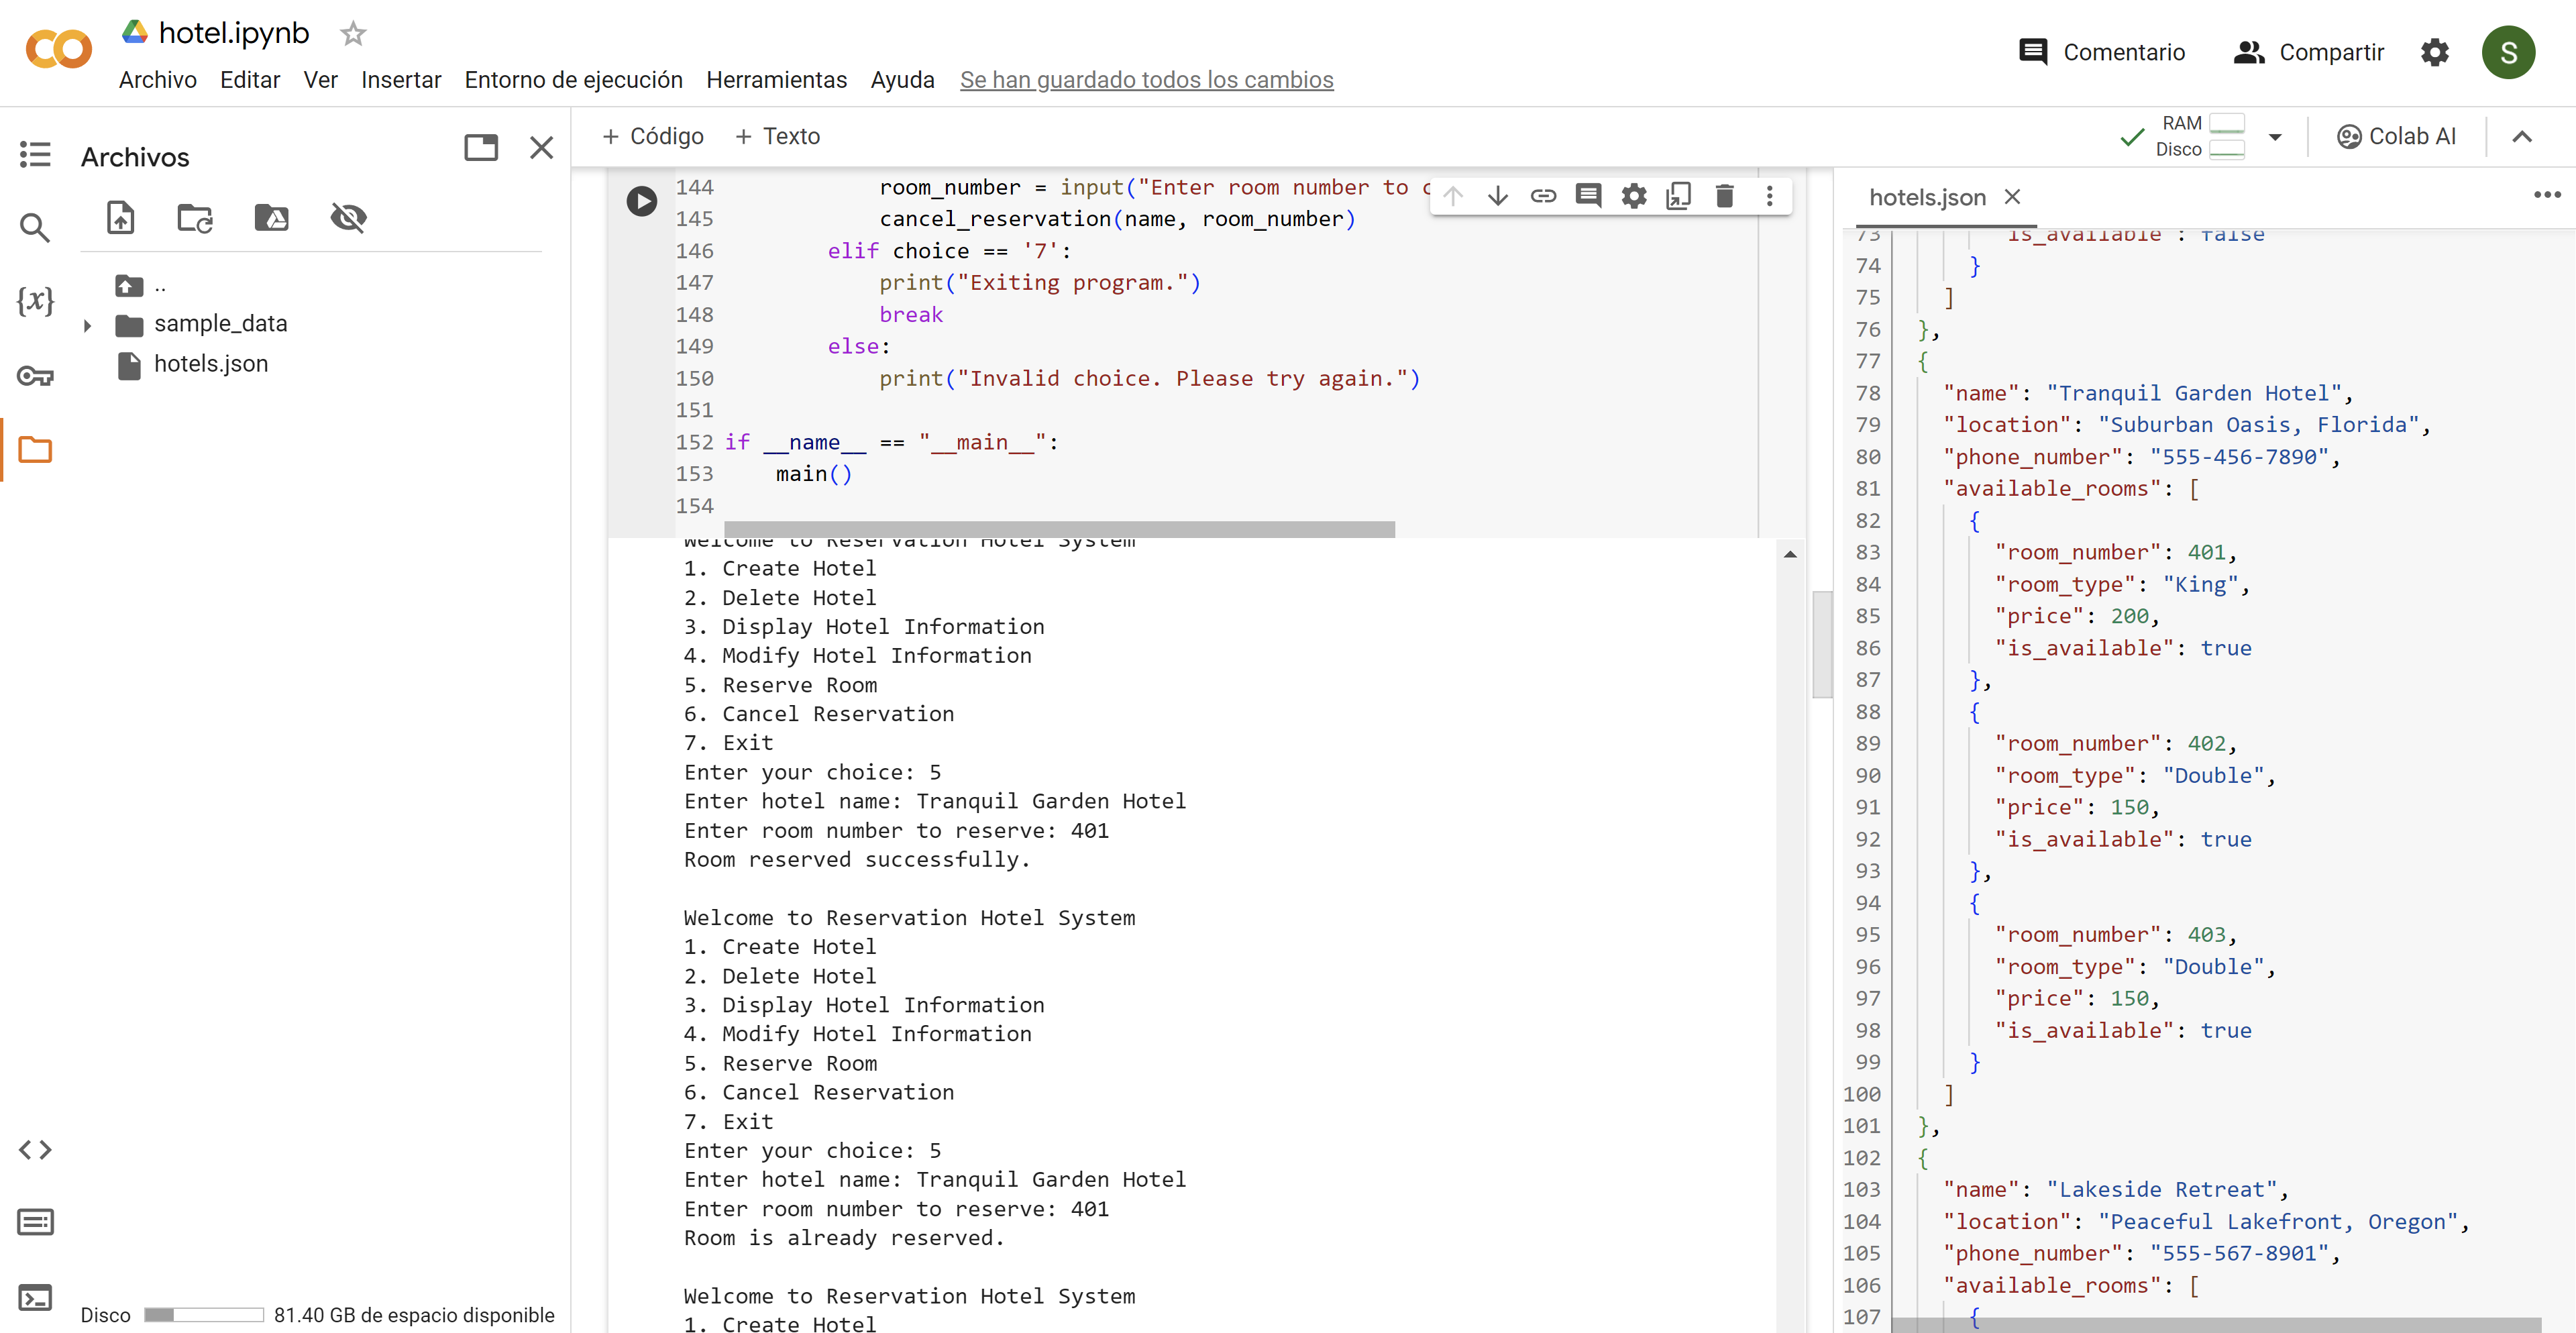 hotel.ipynb
Archivo Editar Ver Insertar Entorno de ejecución Herramientas Ayuda Se han guardado todos los cambios
Comentario
Compartir
S
Archivos
..
sample_data
hotels.json
Disco 81.40 GB de espacio disponible
+ Código + Texto
RAM
Disco
Colab AI
144 room_number = input("Enter room number to
145 cancel_reservation(name, room_number)
146 elif choice == '7':
147 print("Exiting program.")
148 break
149 else:
150 print("Invalid choice. Please try again.")
151
152 if __name__ == "__main__":
153 main()
154
Welcome to Reservation Hotel System
1. Create Hotel
2. Delete Hotel
3. Display Hotel Information
4. Modify Hotel Information
5. Reserve Room
6. Cancel Reservation
7. Exit
Enter your choice: 5
Enter hotel name: Tranquil Garden Hotel
Enter room number to reserve: 401
Room reserved successfully.
Welcome to Reservation Hotel System
1. Create Hotel
2. Delete Hotel
3. Display Hotel Information
4. Modify Hotel Information
5. Reserve Room
6. Cancel Reservation
7. Exit
Enter your choice: 5
Enter hotel name: Tranquil Garden Hotel
Enter room number to reserve: 401
Room is already reserved.
Welcome to Reservation Hotel System
1. Create Hotel
hotels.json
73 "is_available": false
74 }
75 ]
76 },
77 {
78 "name": "Tranquil Garden Hotel",
79 "location": "Suburban Oasis, Florida",
80 "phone_number": "555-456-7890",
81 "available_rooms": [
82 {
83 "room_number": 401,
84 "room_type": "King",
85 "price": 200,
86 "is_available": true
87 },
88 {
89 "room_number": 402,
90 "room_type": "Double",
91 "price": 150,
92 "is_available": true
93 },
94 {
95 "room_number": 403,
96 "room_type": "Double",
97 "price": 150,
98 "is_available": true
99 }
100 ]
101 },
102 {
103 "name": "Lakeside Retreat",
104 "location": "Peaceful Lakefront, Oregon",
105 "phone_number": "555-567-8901",
106 "available_rooms": [
107 {